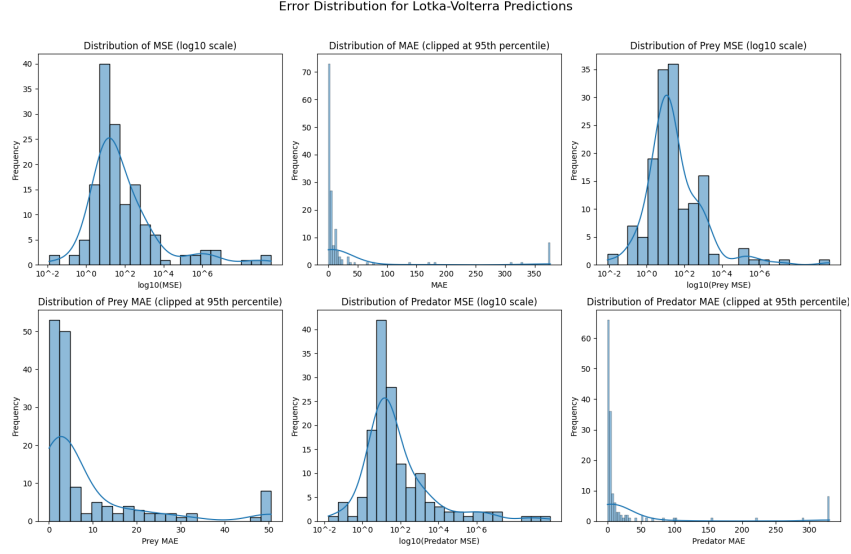 Error Distribution for Lotka-Volterra Predictions
Distribution of MSE (log10 scale)
Frequency
40
35
30
25
20
15
10
5
0
10^-2 10^0 10^2 10^4 10^6
log10(MSE)
Distribution of MAE (clipped at 95th percentile)
Frequency
70
60
50
40
30
20
10
0
0 50 100 150 200 250 300 350
MAE
Distribution of Prey MSE (log10 scale)
Frequency
35
30
25
20
15
10
5
0
10^-2 10^0 10^2 10^4 10^6
log10(Prey MSE)
Distribution of Prey MAE (clipped at 95th percentile)
Frequency
50
40
30
20
10
0
0 10 20 30 40 50
Prey MAE
Distribution of Predator MSE (log10 scale)
Frequency
40
35
30
25
20
15
10
5
0
10^-2 10^0 10^2 10^4 10^6
log10(Predator MSE)
Distribution of Predator MAE (clipped at 95th percentile)
Frequency
60
50
40
30
20
10
0
0 50 100 150 200 250 300
Predator MAE